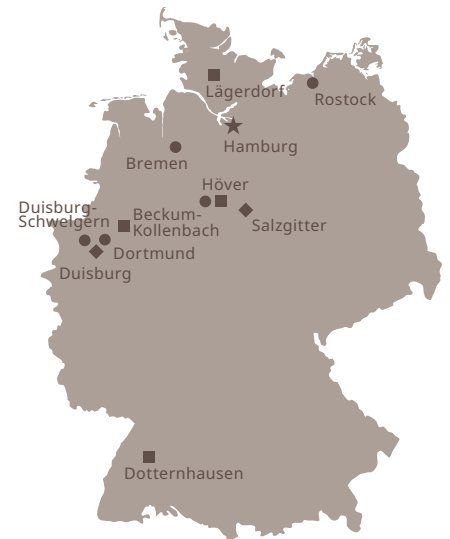 Lägerdorf
Rostock
Hamburg
Bremen
Höver
Duisburg-
Schwelgern
Beckum-
Kollenbach
Salzgitter
Dortmund
Duisburg
Dotternhausen